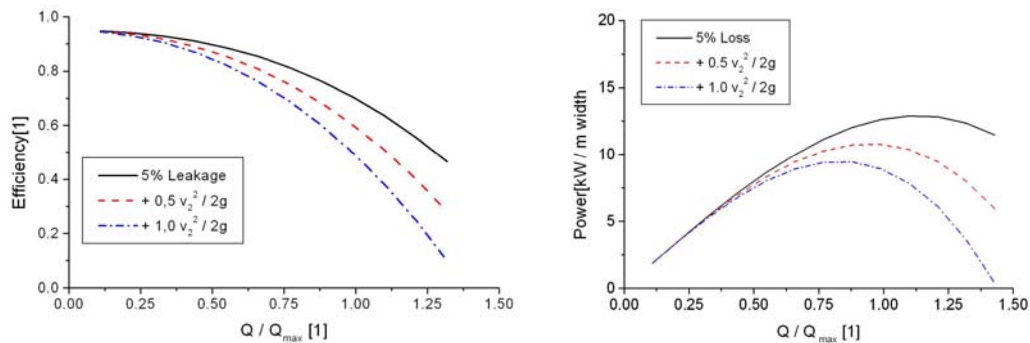 1.0
0.8
0.6
0.4
0.2
0.0
Efficiency[1]
5% Leakage
+ 0,5 v₂² / 2g
+ 1,0 v₂² / 2g
0.00 0.25 0.50 0.75 1.00 1.25 1.50
Q / Qmax [1]
20
15
10
5
0
Power[kW / m width]
5% Loss
+ 0.5 v₂² / 2g
+ 1.0 v₂² / 2g
0.00 0.25 0.50 0.75 1.00 1.25 1.50
Q / Qmax [1]